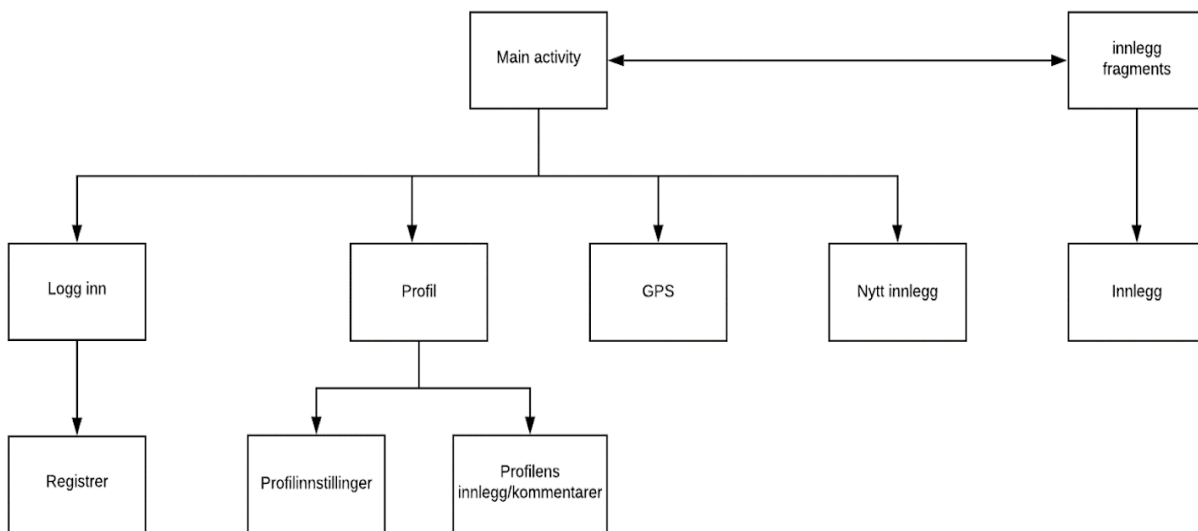 Main activity
innlegg
fragments
Logg inn
Profil
GPS
Nytt innlegg
Innlegg
Registrer
Profilinnstillinger
Profilens
innlegg/kommentarer